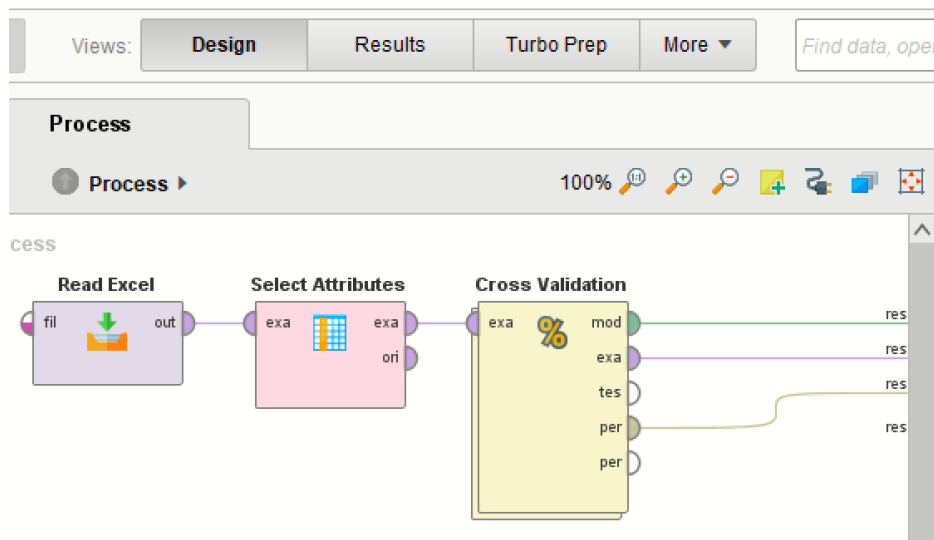 Views: Design Results Turbo Prep More Find data, oper
Process
Process 100%
cess
Read Excel Select Attributes Cross Validation
fil out exa exa exa mod res
ori exa res
tes res
per res
per